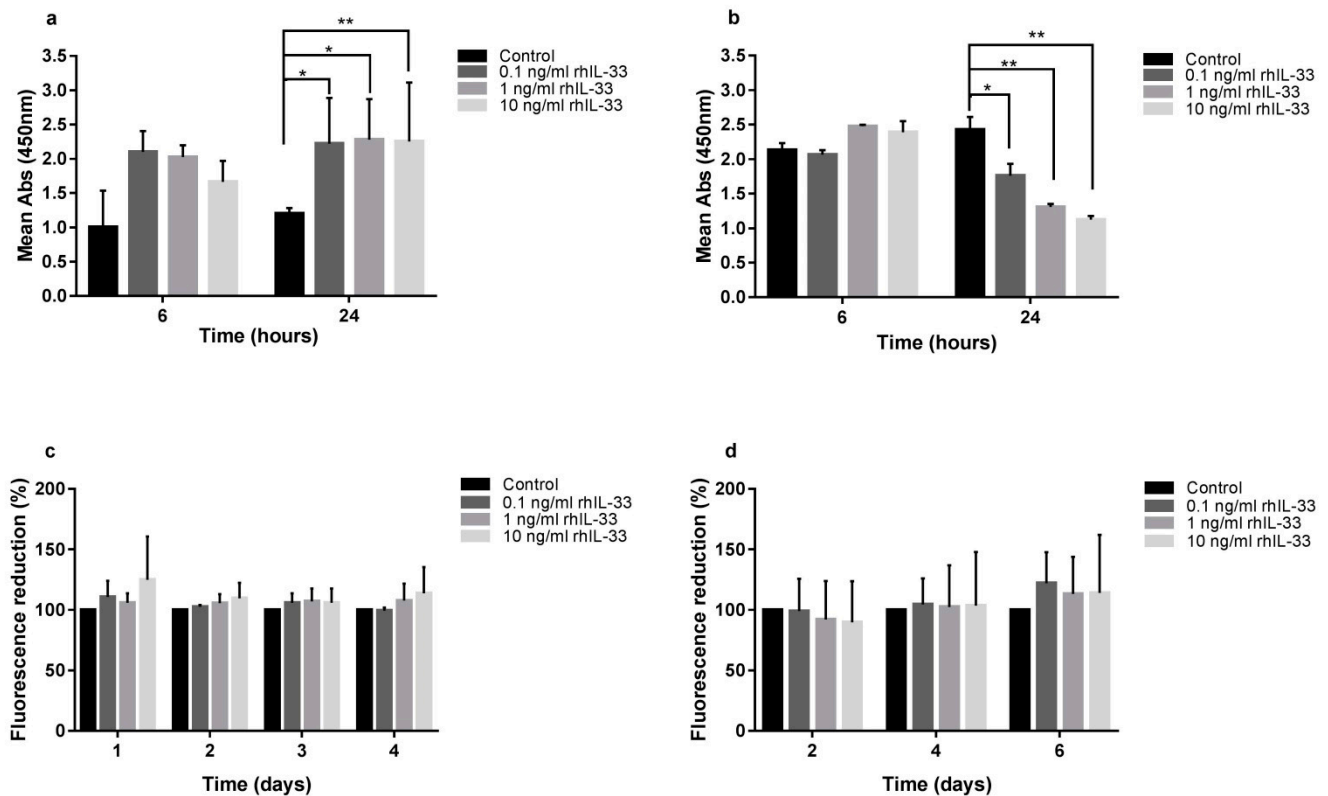 a
**
*
*
3.5
3.0
2.5
2.0
1.5
1.0
0.5
0.0
Mean Abs (450nm)
6
24
Time (hours)
Control
0.1 ng/ml rhIL-33
1 ng/ml rhIL-33
10 ng/ml rhIL-33
b
**
**
*
3.5
3.0
2.5
2.0
1.5
1.0
0.5
0.0
Mean Abs (450nm)
6
24
Time (hours)
Control
0.1 ng/ml rhIL-33
1 ng/ml rhIL-33
10 ng/ml rhIL-33
c
200
150
100
50
0
Fluorescence reduction (%)
1
2
3
4
Time (days)
Control
0.1 ng/ml rhIL-33
1 ng/ml rhIL-33
10 ng/ml rhIL-33
d
200
150
100
50
0
Fluorescence reduction (%)
2
4
6
Time (days)
Control
0.1 ng/ml rhIL-33
1 ng/ml rhIL-33
10 ng/ml rhIL-33